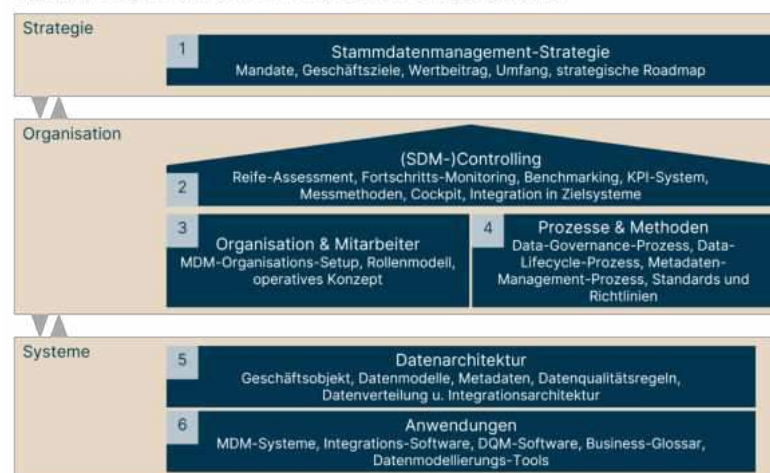 Strategie
1
Stammdatenmanagement-Strategie
Mandate, Geschäftsziele, Wertbeitrag, Umfang, strategische Roadmap
Organisation
(SDM-)Controlling
2
Reife-Assessment, Fortschritts-Monitoring, Benchmarking, KPI-System,
Messmethoden, Cockpit, Integration in Zielsysteme
3
Organisation & Mitarbeiter
MDM-Organisations-Setup, Rollenmodell,
operatives Konzept
4
Prozesse & Methoden
Data-Governance-Prozess, Data-
Lifecycle-Prozess, Metadaten-
Management-Prozess, Standards und
Richtlinien
Systeme
5
Datenarchitektur
Geschäftsobjekt, Datenmodelle, Metadaten, Datenqualitätsregeln,
Datenverteilung u. Integrationsarchitektur
6
Anwendungen
MDM-Systeme, Integrations-Software, DQM-Software, Business-Glossar,
Datenmodellierungs-Tools